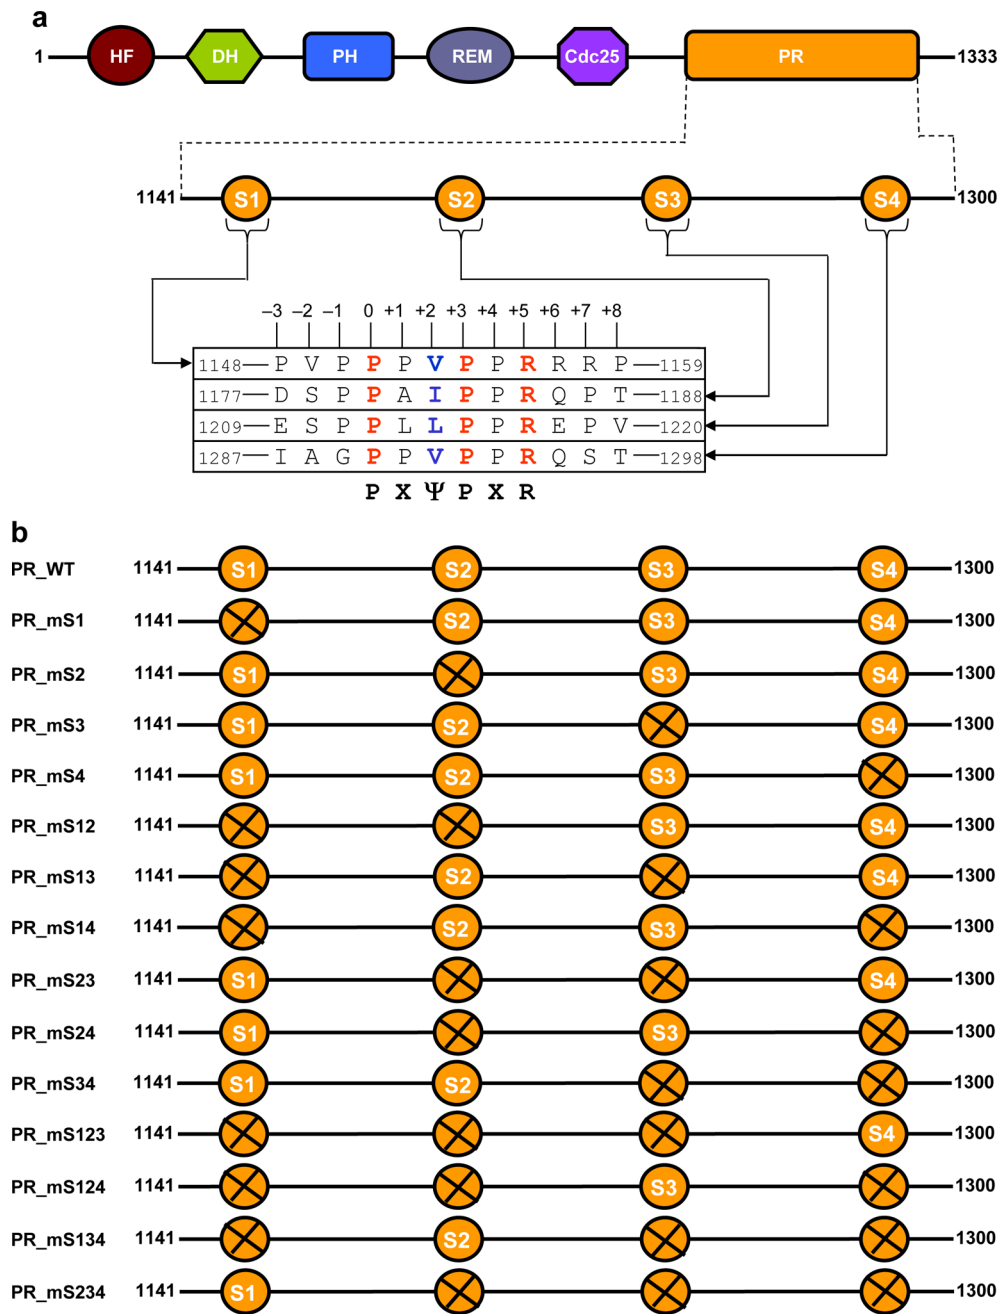 a
1 HF DH PH REM Cdc25 PR 1333
1141 S1 S2 S3 S4 1300
–3 –2 –1 0 +1 +2 +3 +4 +5 +6 +7 +8
1148 P V P P P V P P R R R P 1159
1177 D S P P A I P P R Q P T 1188
1209 E S P P L L P P R E P V 1220
1287 I A G P P V P P R Q S T 1298
P X Ψ P X R
b
PR_WT 1141 S1 S2 S3 S4 1300
PR_mS1 1141 S2 S3 S4 1300
PR_mS2 1141 S1 S3 S4 1300
PR_mS3 1141 S1 S2 S4 1300
PR_mS4 1141 S1 S2 S3 1300
PR_mS12 1141 S3 S4 1300
PR_mS13 1141 S2 S4 1300
PR_mS14 1141 S2 S3 1300
PR_mS23 1141 S1 S4 1300
PR_mS24 1141 S1 S3 1300
PR_mS34 1141 S1 S2 1300
PR_mS123 1141 S4 1300
PR_mS124 1141 S3 1300
PR_mS134 1141 S2 1300
PR_mS234 1141 S1 1300